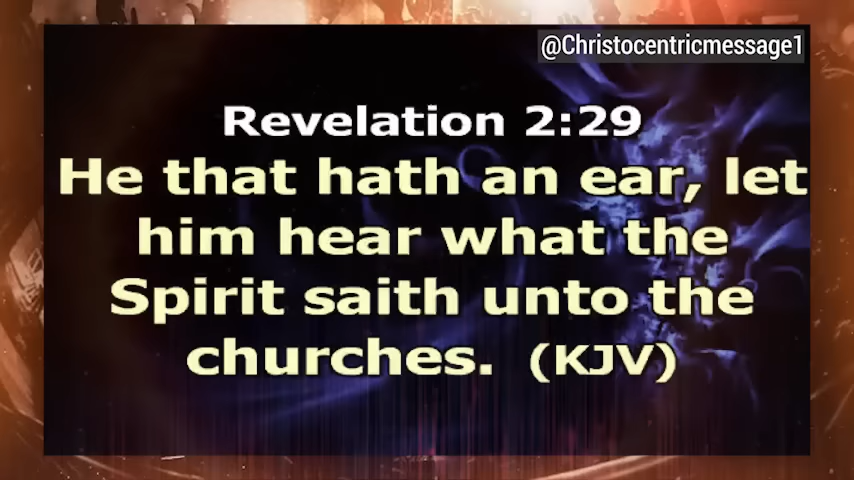 @Christocentricmessage1
Revelation 2:29
He that hath an ear, let
him hear what the
Spirit saith unto the
churches. (KJV)